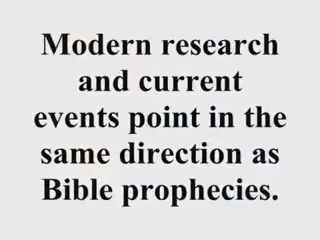 Modern research
and current
events point in the
same direction as
Bible prophecies.